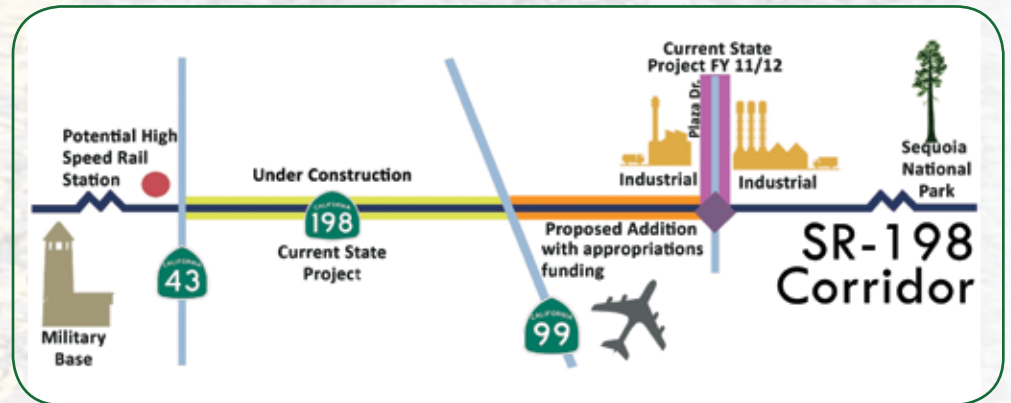 Current State
Project FY 11/12
Plaza Dr.
Potential High
Speed Rail
Station
Under Construction
CALIFORNIA
198
Current State
Project
Industrial
Industrial
Sequoia
National
Park
Proposed Addition
with appropriations
funding
SR-198
Corridor
CALIFORNIA
43
CALIFORNIA
99
Military
Base